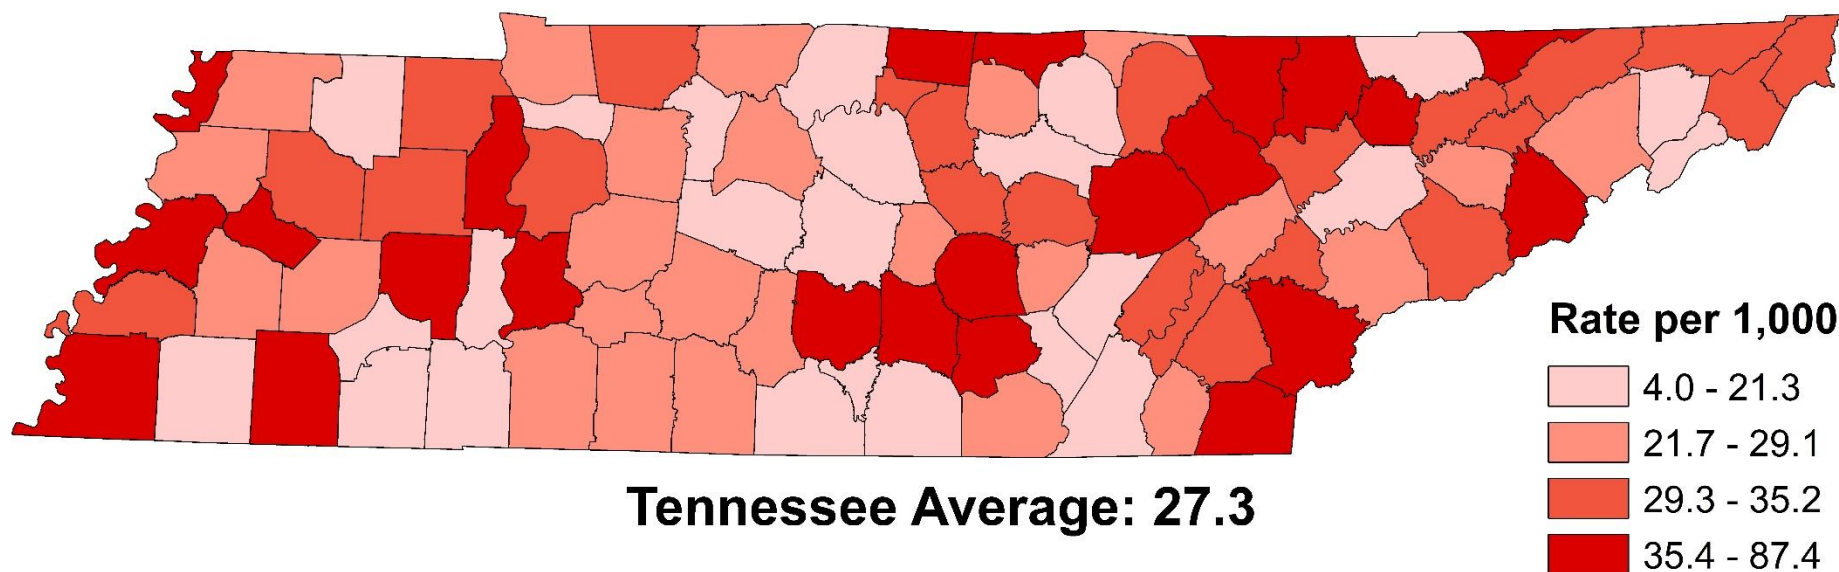 Rate per 1,000
4.0 - 21.3
21.7 - 29.1
29.3 - 35.2
35.4 - 87.4
Tennessee Average: 27.3